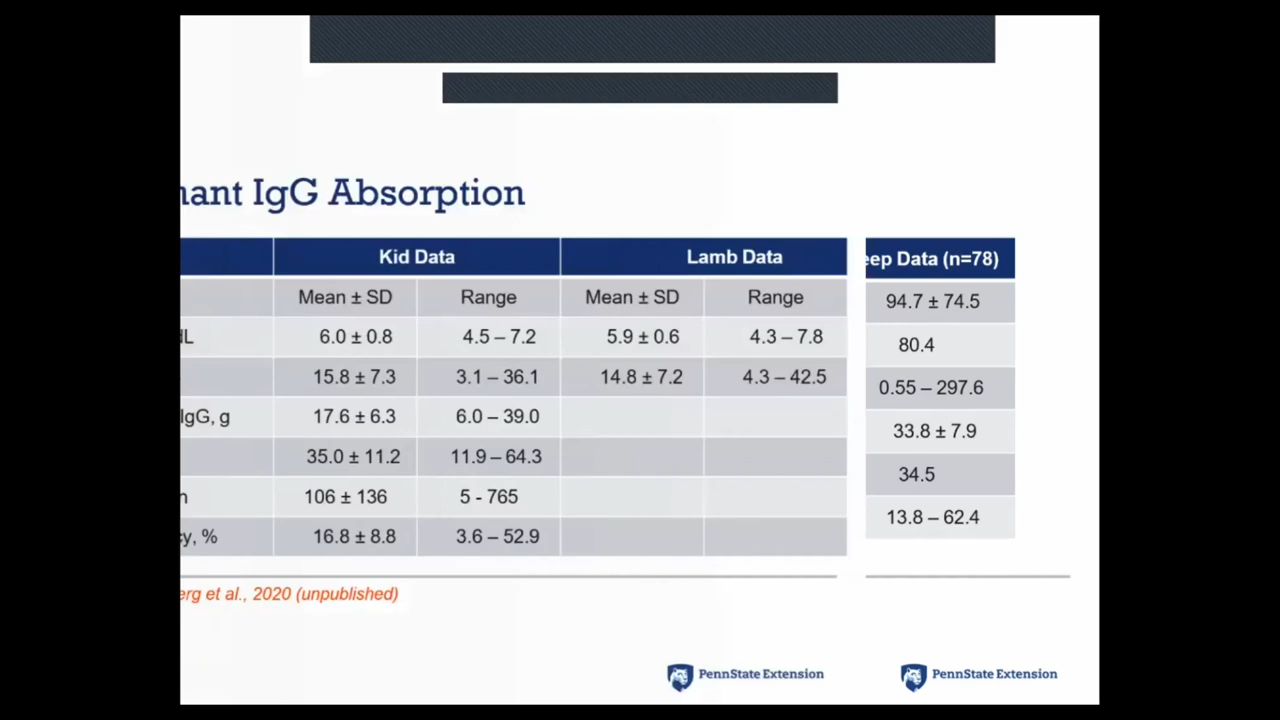 IgG Absorption
Kid Data Lamb Data Data (n=78)
Mean ± SD Range Mean ± SD Range 94.7 ± 74.5
6.0 ± 0.8 4.5 – 7.2 5.9 ± 0.6 4.3 – 7.8 80.4
15.8 ± 7.3 3.1 – 36.1 14.8 ± 7.2 4.3 – 42.5 0.55 – 297.6
IgG, g 17.6 ± 6.3 6.0 – 39.0 33.8 ± 7.9
35.0 ± 11.2 11.9 – 64.3 34.5
106 ± 136 5 - 765 13.8 – 62.4
% 16.8 ± 8.8 3.6 – 52.9
et al., 2020 (unpublished)
PennState Extension PennState Extension